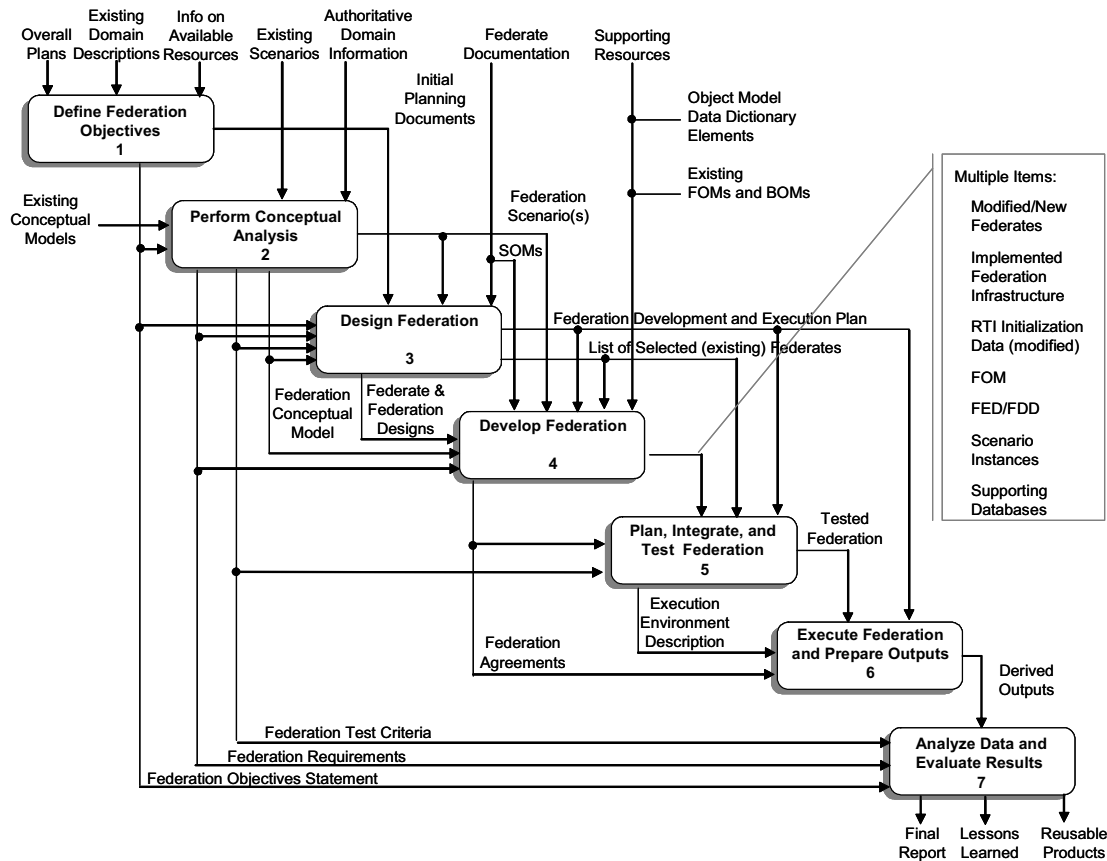 Overall
Plans
Existing
Domain
Descriptions
Info on
Available
Resources
Existing
Scenarios
Authoritative
Domain
Information
Federate
Documentation
Supporting
Resources
Initial
Planning
Documents
Object Model
Data Dictionary
Elements
Define Federation
Objectives
1
Existing
FOMs and BOMs
Multiple Items:
Modified/New
Federates
Implemented
Federation
Infrastructure
RTI Initialization
Data (modified)
FOM
FED/FDD
Scenario
Instances
Supporting
Databases
Existing
Conceptual
Models
Perform Conceptual
Analysis
2
Federation
Scenario(s)
SOMs
Design Federation
3
Federation Development and Execution Plan
List of Selected (existing) Federates
Federation
Conceptual
Model
Federate &
Federation
Designs
Develop Federation
4
Plan, Integrate, and
Test Federation
5
Tested
Federation
Execution
Environment
Description
Federation
Agreements
Execute Federation
and Prepare Outputs
6
Derived
Outputs
Federation Test Criteria
Federation Requirements
Federation Objectives Statement
Analyze Data and
Evaluate Results
7
Final
Report
Lessons
Learned
Reusable
Products